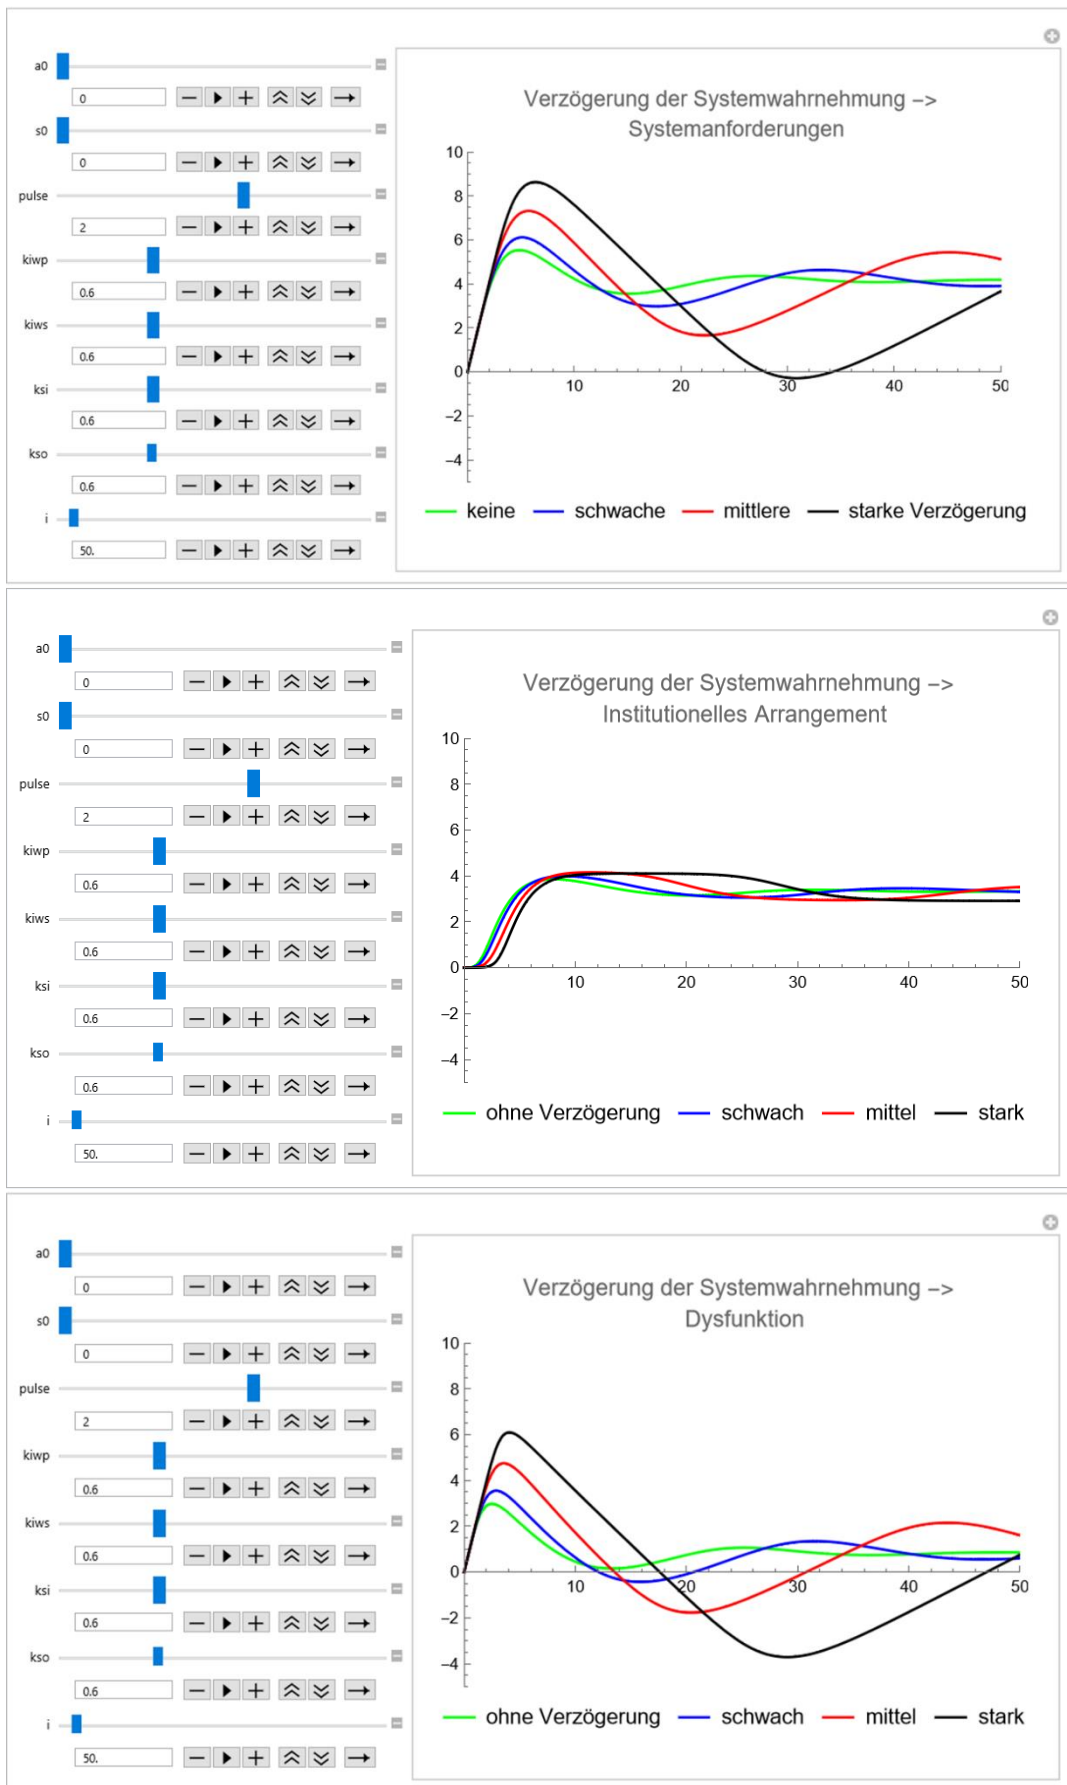 a0
0
s0
0
pulse
2
kiwp
0.6
kiws
0.6
ksi
0.6
kso
0.6
i
50.
Verzögerung der Systemwahrnehmung –>
Systemanforderungen
10
8
6
4
2
0
−2
−4
10 20 30 40 50
keine schwache mittlere starke Verzögerung
a0
0
s0
0
pulse
2
kiwp
0.6
kiws
0.6
ksi
0.6
kso
0.6
i
50.
Verzögerung der Systemwahrnehmung –>
Institutionelles Arrangement
10
8
6
4
2
0
−2
−4
10 20 30 40 50
ohne Verzögerung schwach mittel stark
a0
0
s0
0
pulse
2
kiwp
0.6
kiws
0.6
ksi
0.6
kso
0.6
i
50.
Verzögerung der Systemwahrnehmung –>
Dysfunktion
10
8
6
4
2
0
−2
−4
10 20 30 40 50
ohne Verzögerung schwach mittel stark